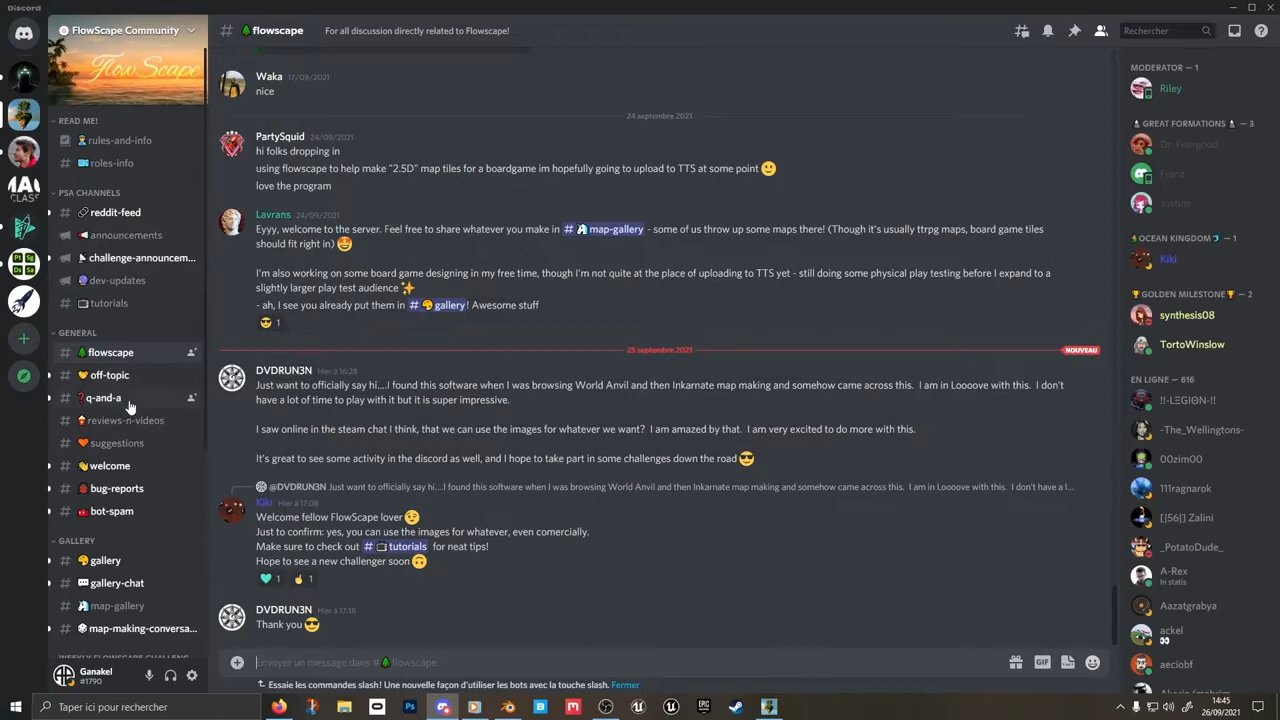 Discord
FlowScape Community
FlowScape
READ ME!
rules-and-info
roles-info
PSA CHANNELS
reddit-feed
announcements
challenge-announcem...
dev-updates
tutorials
GENERAL
flowscape
off-topic
q-and-a
reviews-n-videos
suggestions
welcome
bug-reports
bot-spam
GALLERY
gallery
gallery-chat
map-gallery
map-making-conversa...
WEEKLY FLOWSCAPE CHALLENG
Ganakel
#1790
# flowscape For all discussion directly related to Flowscape!
Rechercher
Waka 17/09/2021
nice
24 septembre 2021
PartySquid 24/09/2021
hi folks dropping in
using flowscape to help make "2.5D" map tiles for a boardgame im hopefully going to upload to TTS at some point 🙂
love the program
Lavrans 24/09/2021
Eyyy, welcome to the server. Feel free to share whatever you make in # map-gallery - some of us throw up some maps there! (Though it's usually ttrpg maps, board game tiles
should fit right in) 🤩
I'm also working on some board game designing in my free time, though I'm not quite at the place of uploading to TTS yet - still doing some physical play testing before I expand to a
slightly larger play test audience ✨
- ah, I see you already put them in # gallery! Awesome stuff
😎 1
25 septembre 2021
NOUVEAU
DVDRUN3N Hier à 16:28
Just want to officially say hi....I found this software when I was browsing World Anvil and then Inkarnate map making and somehow came across this. I am in Loooove with this. I don't
have a lot of time to play with it but it is super impressive.
I saw online in the steam chat I think, that we can use the images for whatever we want? I am amazed by that. I am very excited to do more with this.
It's great to see some activity in the discord as well, and I hope to take part in some challenges down the road 😎
@DVDRUN3N Just want to officially say hi....I found this software when I was browsing World Anvil and then Inkarnate map making and somehow came across this. I am in Loooove with this. I don't have a l...
Kiki Hier à 17:08
Welcome fellow FlowScape lover 😉
Just to confirm: yes, you can use the images for whatever, even comercially.
Make sure to check out # tutorials for neat tips!
Hope to see a new challenger soon 🙃
1 1
DVDRUN3N Hier à 17:18
Thank you 😎
Envoyer un message dans # flowscape
GIF
Essaie les commandes slash! Une nouvelle façon d'utiliser les bots avec la touche slash. Fermer
MODERATOR — 1
Riley
GREAT FORMATIONS — 3
Dr. Feergood
Franz
Justine
OCEAN KINGDOM — 1
Kiki
GOLDEN MILESTONE — 2
synthesis08
TortoWinslow
EN LIGNE — 616
!!-LΞGIΘN-!!
-The_Wellingtons-
00zim00
111ragnarok
[|56|] Zalini
_PotatoDude_
A-Rex
In statis
Aazatgrabya
ackel
👀
aeciobf
Taper ici pour rechercher
14:45
26/09/2021